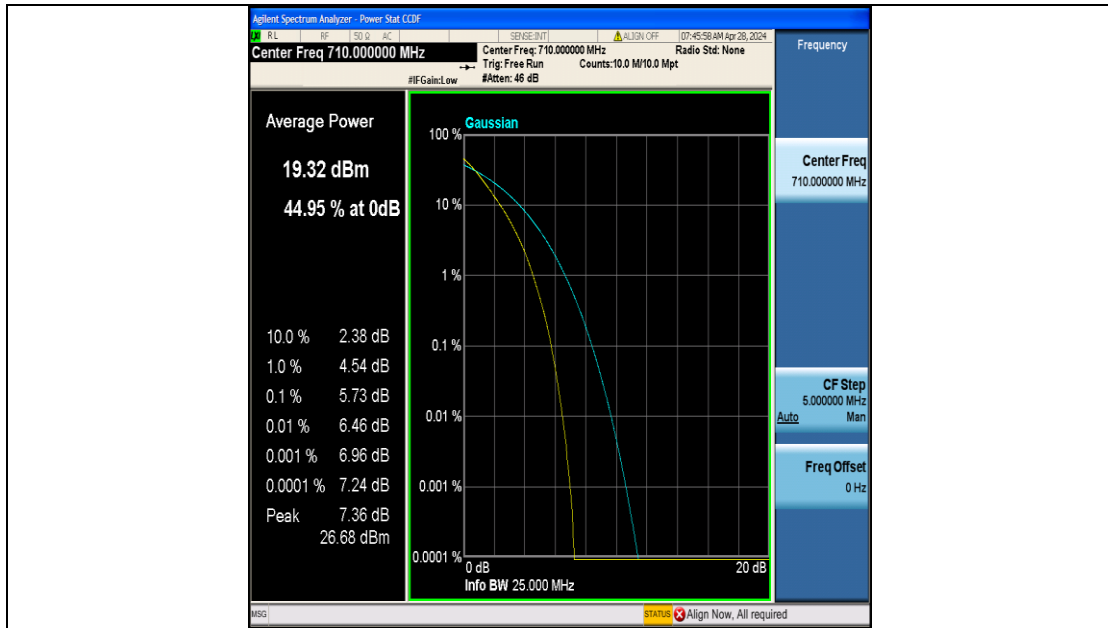 Agilent Spectrum Analyzer - Power Stat CCDF
RL RF 50 Ω AC SENSE:INT ALIGN OFF 07:45:58 AM Apr 28, 2024
Center Freq 710.000000 MHz Center Freq: 710.000000 MHz Radio Std: None
Trig: Free Run Counts:10.0 M/10.0 Mpt
#IFGain:Low #Atten: 46 dB
Frequency
Average Power
19.32 dBm
44.95 % at 0dB
10.0 % 2.38 dB
1.0 % 4.54 dB
0.1 % 5.73 dB
0.01 % 6.46 dB
0.001 % 6.96 dB
0.0001 % 7.24 dB
Peak 7.36 dB
26.68 dBm
Gaussian
100 %
10 %
1 %
0.1 %
0.01 %
0.001 %
0.0001 %
0 dB 20 dB
Info BW 25.000 MHz
Center Freq
710.000000 MHz
CF Step
5.000000 MHz
Auto Man
Freq Offset
0 Hz
MSG STATUS Align Now, All required